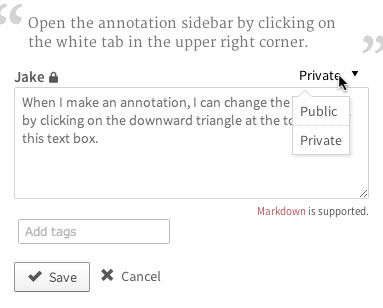 Open the annotation sidebar by clicking on
the white tab in the upper right corner.
Jake Private
When I make an annotation, I can change the
by clicking on the downward triangle at the
this text box.
Public
Private
Markdown is supported.
Add tags
Save Cancel